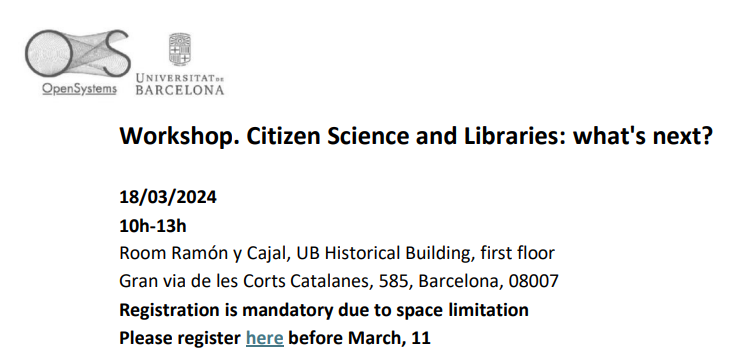 OpenSystems
UNIVERSITAT DE
BARCELONA
Workshop. Citizen Science and Libraries: what's next?
18/03/2024
10h-13h
Room Ramón y Cajal, UB Historical Building, first floor
Gran via de les Corts Catalanes, 585, Barcelona, 08007
Registration is mandatory due to space limitation
Please register here before March, 11